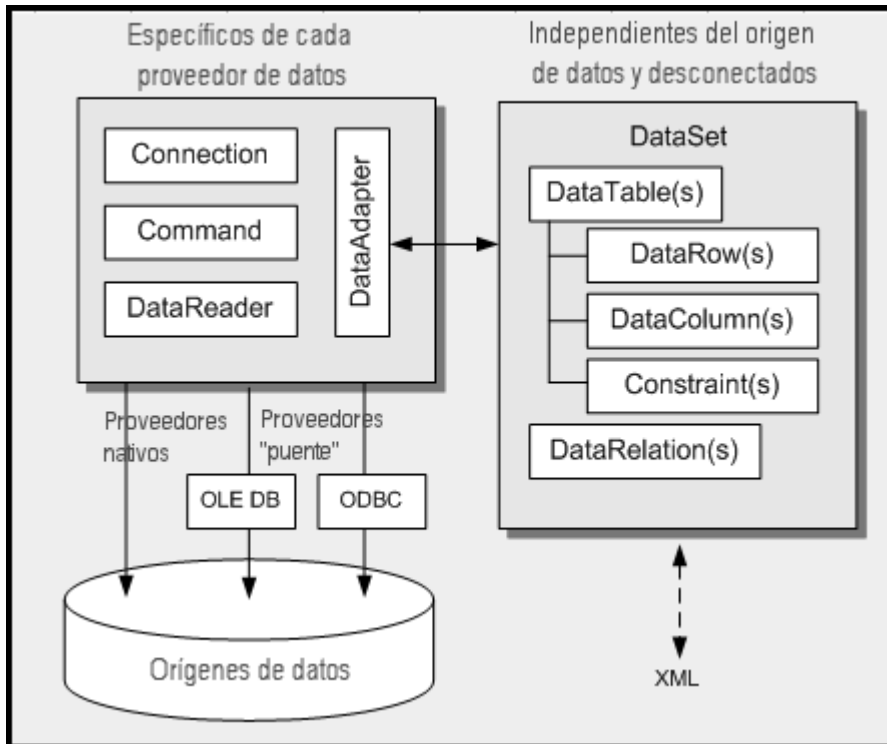 Específicos de cada
proveedor de datos
Connection
Command
DataReader
DataAdapter
Proveedores
nativos
Proveedores
"puente"
OLE DB
ODBC
Orígenes de datos
Independientes del origen
de datos y desconectados
DataSet
DataTable(s)
DataRow(s)
DataColumn(s)
Constraint(s)
DataRelation(s)
XML